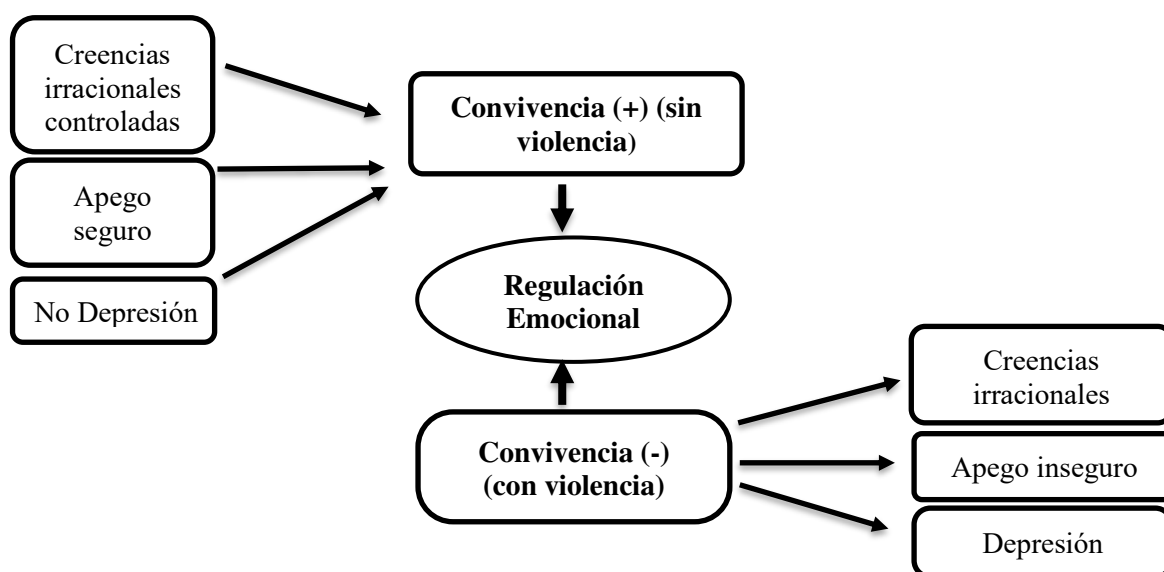 Creencias
irracionales
controladas
Apego
seguro
No Depresión
Convivencia (+) (sin
violencia)
Regulación
Emocional
Convivencia (-)
(con violencia)
Creencias
irracionales
Apego inseguro
Depresión